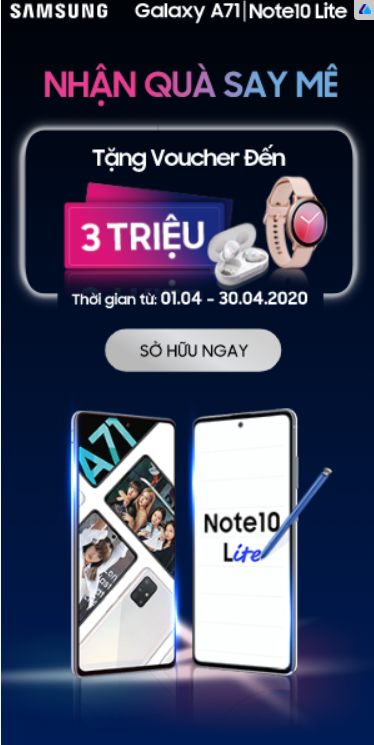 SAMSUNG Galaxy A71|Note10 Lite
NHẬN QUÀ SAY MÊ
Tặng Voucher Đến
3 TRIỆU
Thời gian từ: 01.04 - 30.04.2020
SỞ HỮU NGAY
A71
Note10
Lite